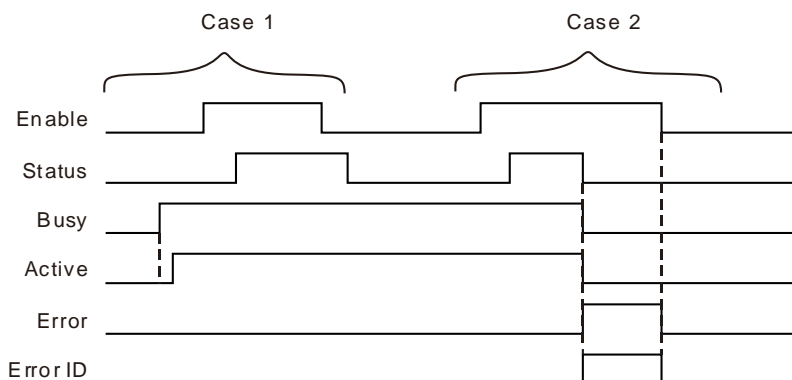 Case 1
Case 2
Enable
Status
Busy
Active
Error
Error ID